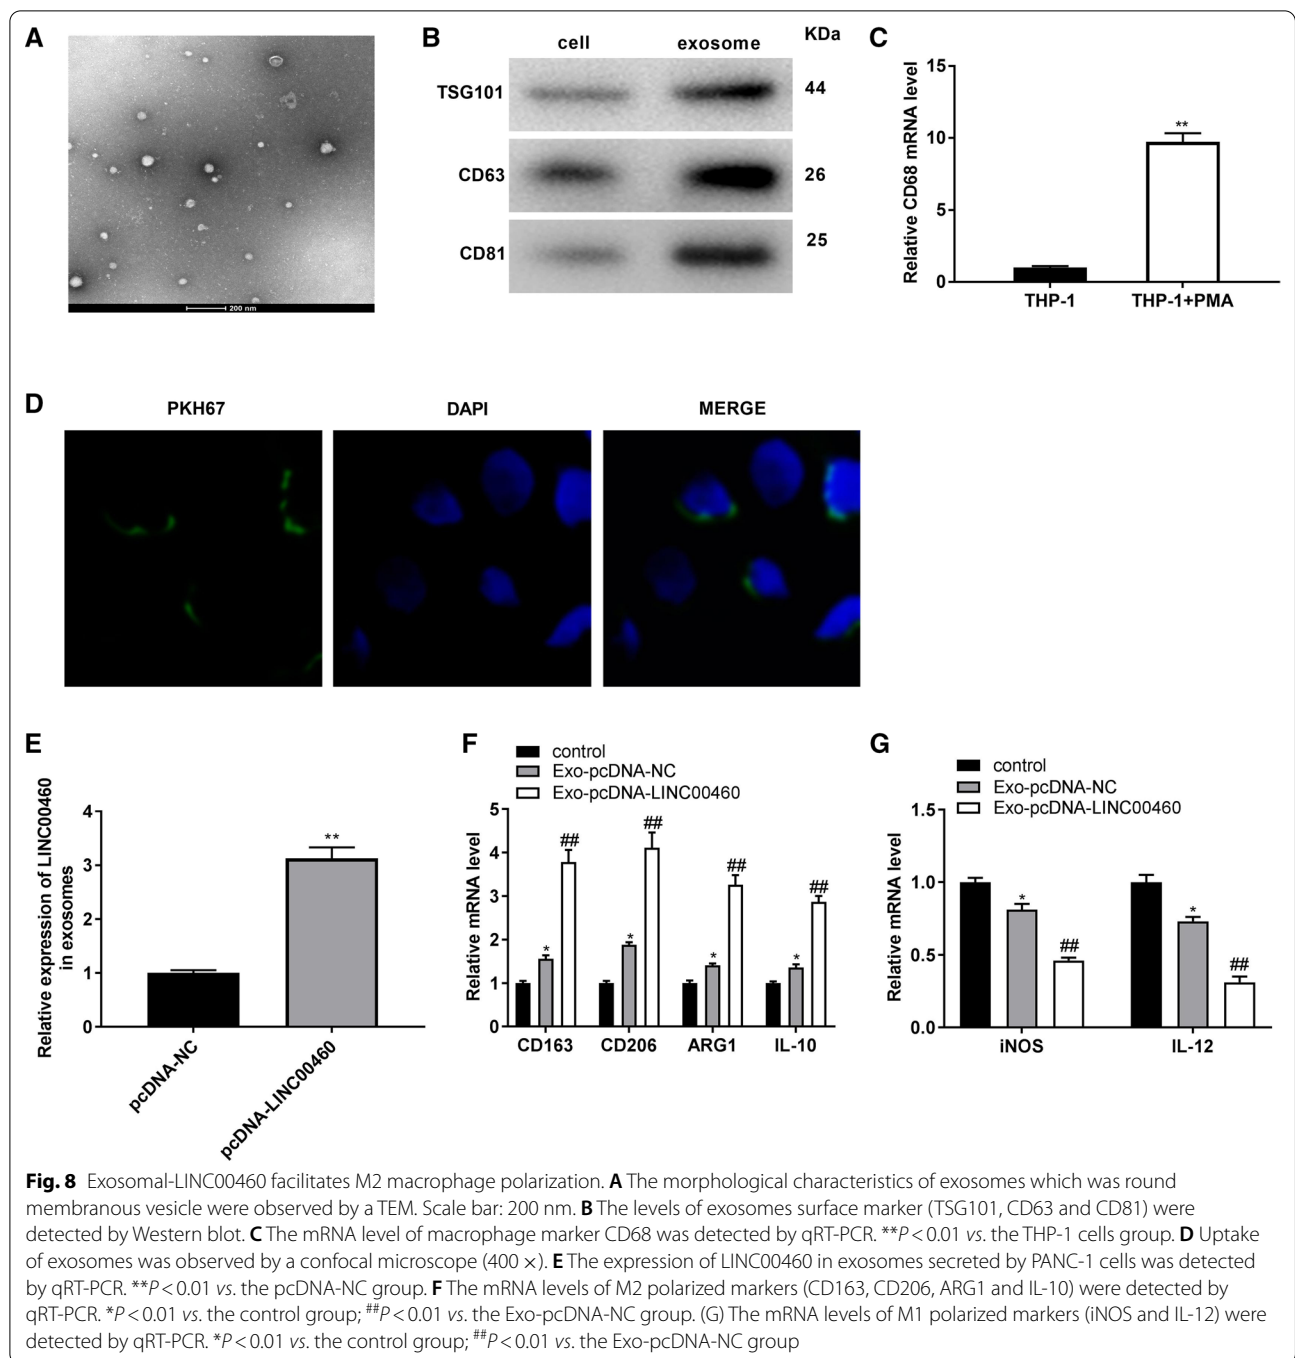 A
200 nm
B
cell exosome KDa
TSG101 44
CD63 26
CD81 25
C
Relative CD68 mRNA level
15
10
5
0
**
THP-1 THP-1+PMA
D
PKH67 DAPI MERGE
E
Relative expression of LINC00460
in exosomes
4
3
2
1
0
**
pcDNA-NC
pcDNA-LINC00460
F
control
Exo-pcDNA-NC
Exo-pcDNA-LINC00460
Relative mRNA level
5
4
3
2
1
0
* ## * ## * ## * ##
CD163 CD206 ARG1 IL-10
G
control
Exo-pcDNA-NC
Exo-pcDNA-LINC00460
Relative mRNA level
1.5
1.0
0.5
0.0
* ## * ##
iNOS IL-12
Fig. 8 Exosomal-LINC00460 facilitates M2 macrophage polarization. A The morphological characteristics of exosomes which was round
membranous vesicle were observed by a TEM. Scale bar: 200 nm. B The levels of exosomes surface marker (TSG101, CD63 and CD81) were
detected by Western blot. C The mRNA level of macrophage marker CD68 was detected by qRT-PCR. **P < 0.01 vs. the THP-1 cells group. D Uptake
of exosomes was observed by a confocal microscope (400 ×). E The expression of LINC00460 in exosomes secreted by PANC-1 cells was detected
by qRT-PCR. **P < 0.01 vs. the pcDNA-NC group. F The mRNA levels of M2 polarized markers (CD163, CD206, ARG1 and IL-10) were detected by
qRT-PCR. *P < 0.01 vs. the control group; ##P < 0.01 vs. the Exo-pcDNA-NC group. (G) The mRNA levels of M1 polarized markers (iNOS and IL-12) were
detected by qRT-PCR. *P < 0.01 vs. the control group; ##P < 0.01 vs. the Exo-pcDNA-NC group